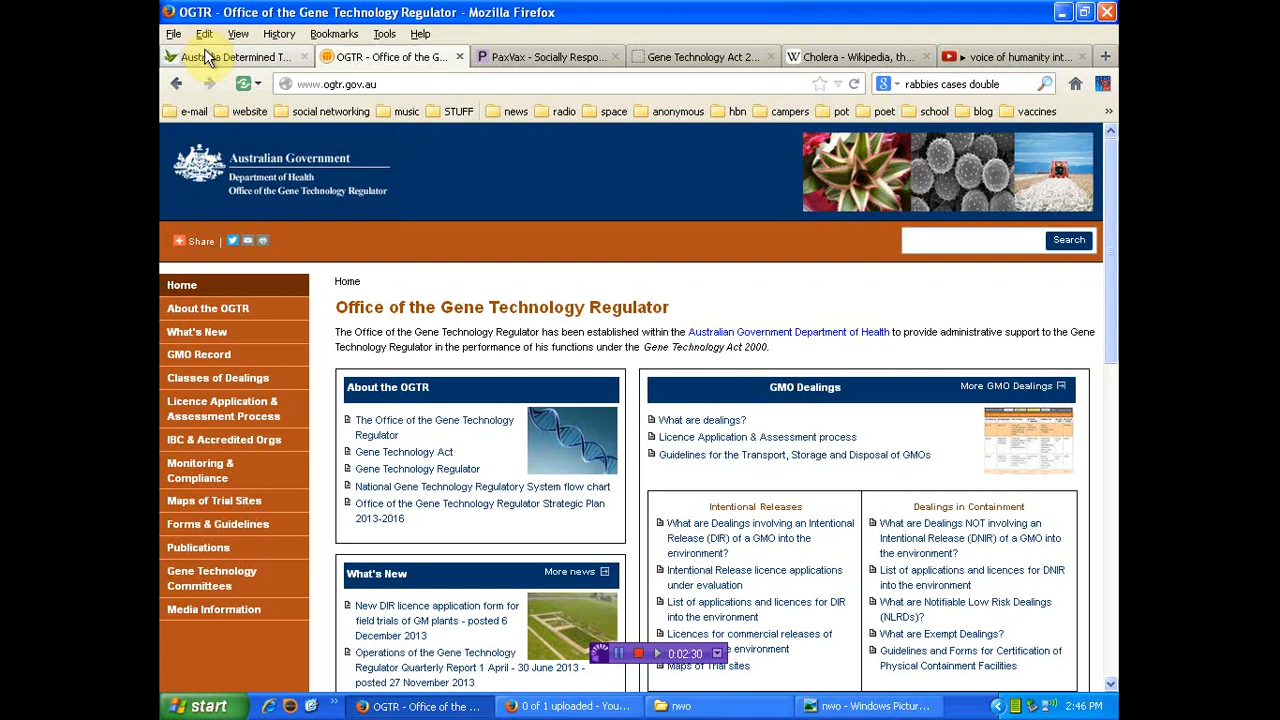 OGTR - Office of the Gene Technology Regulator - Mozilla Firefox
File Edit View History Bookmarks Tools Help
Australia Determined T...
OGTR - Office of the G...
PaxVax - Socially Respo...
Gene Technology Act 2...
Cholera - Wikipedia, th...
voice of humanity int...
www.ogtr.gov.au
rabbies cases double
e-mail website social networking music STUFF news radio space anonymous hbn campers pot poet school blog vaccines
Australian Government
Department of Health
Office of the Gene Technology Regulator
Share |
Search
Home
About the OGTR
What's New
GMO Record
Classes of Dealings
Licence Application &
Assessment Process
IBC & Accredited Orgs
Monitoring &
Compliance
Maps of Trial Sites
Forms & Guidelines
Publications
Gene Technology
Committees
Media Information
Home
Office of the Gene Technology Regulator
The Office of the Gene Technology Regulator has been established within the Australian Government Department of Health to provide administrative support to the Gene
Technology Regulator in the performance of his functions under the Gene Technology Act 2000.
About the OGTR
The Office of the Gene Technology
Regulator
Gene Technology Act
Gene Technology Regulator
National Gene Technology Regulatory System flow chart
Office of the Gene Technology Regulator Strategic Plan
2013-2016
What's New
More news
New DIR licence application form for
field trials of GM plants - posted 6
December 2013
Operations of the Gene Technology
Regulator Quarterly Report 1 April - 30 June 2013 -
posted 27 November 2013
GMO Dealings
More GMO Dealings
What are dealings?
Licence Application & Assessment process
Guidelines for the Transport, Storage and Disposal of GMOs
Intentional Releases
What are Dealings involving an Intentional
Release (DIR) of a GMO into the
environment?
Intentional Release licence applications
under evaluation
List of applications and licences for DIR
into the environment
Licences for commercial releases of
environment
Maps of Trial sites
Dealings in Containment
What are Dealings NOT involving an
Intentional Release (DNIR) of a GMO into
the environment?
List of applications and licences for DNIR
into the environment
What are Notifiable Low Risk Dealings
(NLRDs)?
What are Exempt Dealings?
Guidelines and Forms for Certification of
Physical Containment Facilities
0:02:30
start
OGTR - Office of the ...
0 of 1 uploaded - You...
nwo
nwo - Windows Pictur...
2:46 PM